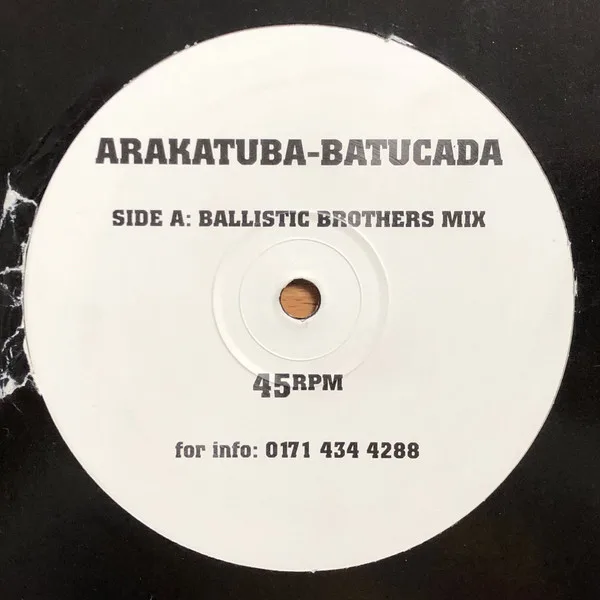 ARAKATUBA-BATUCADA
SIDE A: BALLISTIC BROTHERS MIX
45RPM
for info: 0171 434 4288